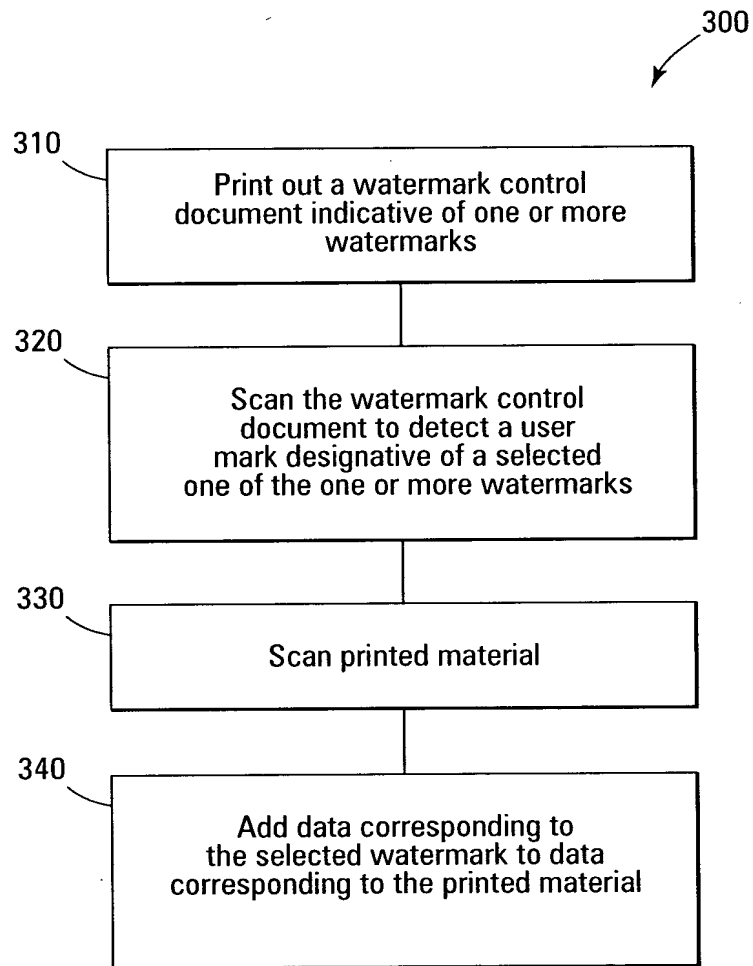 300
310
Print out a watermark control
document indicative of one or more
watermarks
320
Scan the watermark control
document to detect a user
mark designative of a selected
one of the one or more watermarks
330
Scan printed material
340
Add data corresponding to
the selected watermark to data
corresponding to the printed material